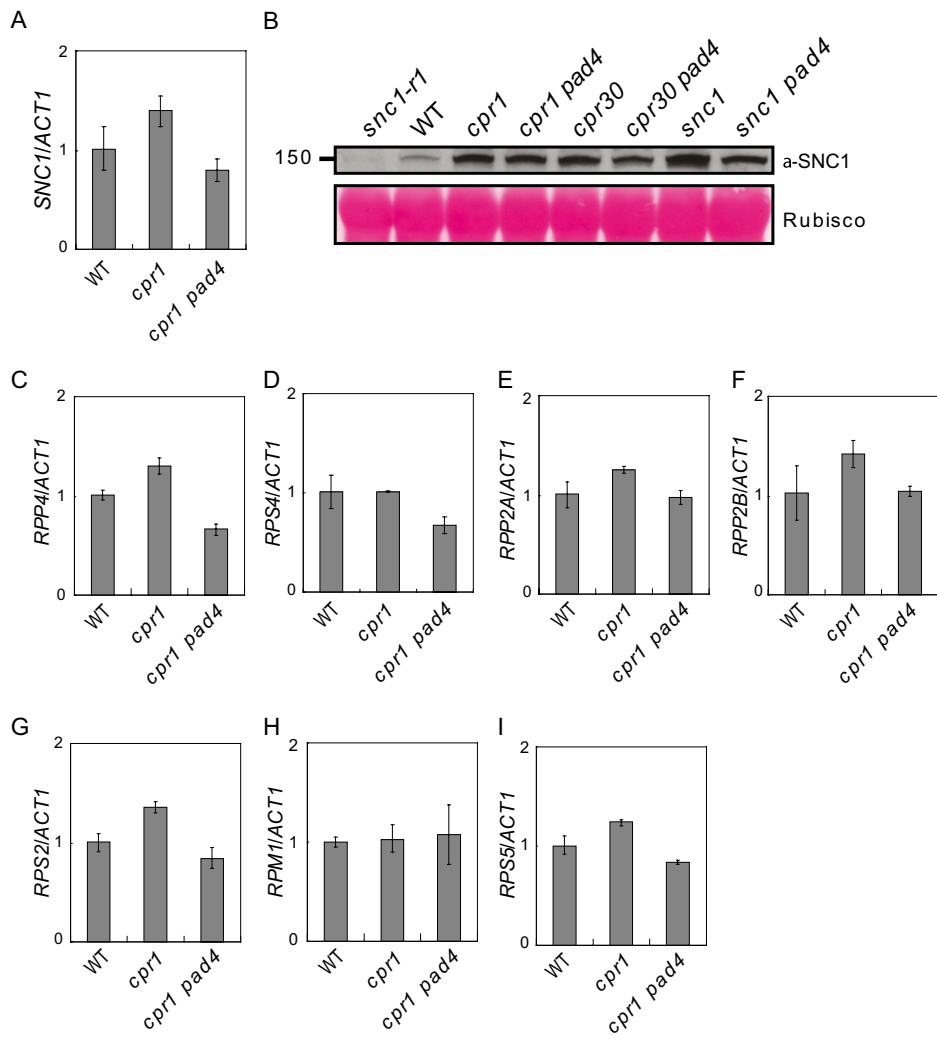 A
2
1
0
SNC1/ACT1
WT
cpr1
cpr1 pad4
B
snc1-r1
WT
cpr1
cpr1 pad4
cpr30
cpr30 pad4
snc1
snc1 pad4
150
a-SNC1
Rubisco
C
2
1
0
RPP4/ACT1
WT
cpr1
cpr1 pad4
D
2
1
0
RPS4/ACT1
WT
cpr1
cpr1 pad4
E
2
1
0
RPP2A/ACT1
WT
cpr1
cpr1 pad4
F
2
1
0
RPP2B/ACT1
WT
cpr1
cpr1 pad4
G
2
1
0
RPS2/ACT1
WT
cpr1
cpr1 pad4
H
2
1
0
RPM1/ACT1
WT
cpr1
cpr1 pad4
I
2
1
0
RPS5/ACT1
WT
cpr1
cpr1 pad4